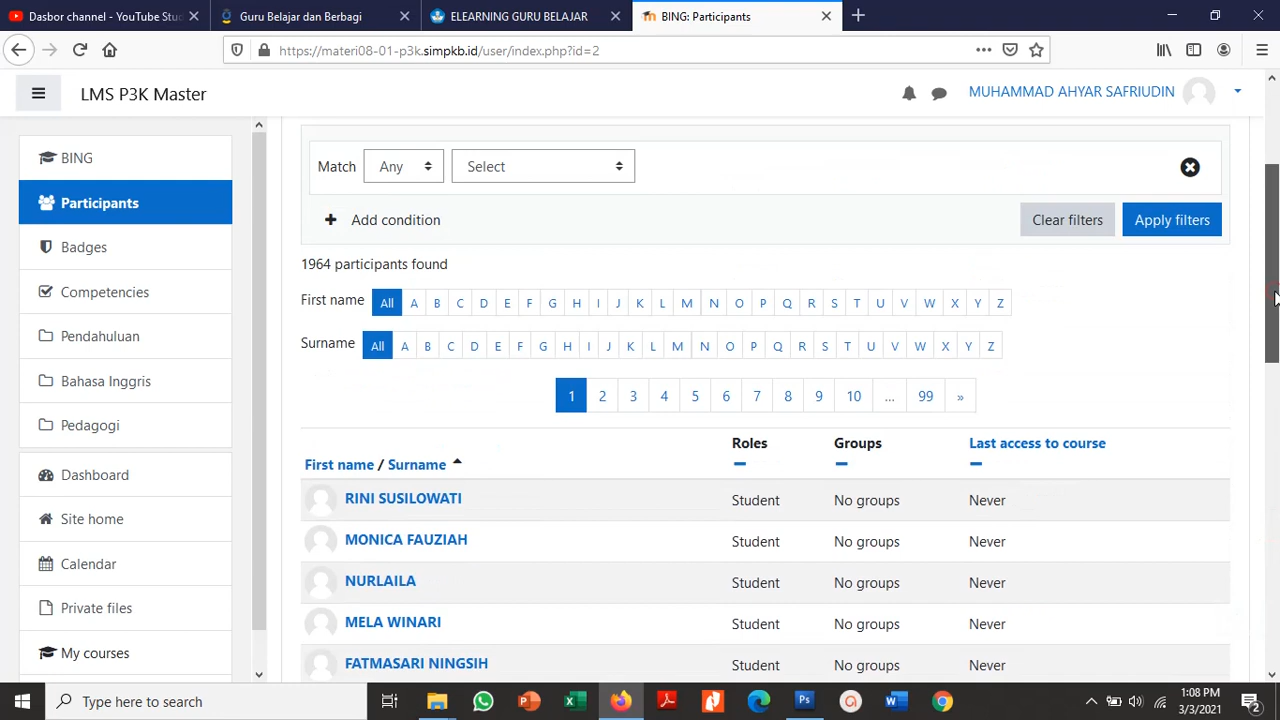 Dasbor channel - YouTube Stud
Guru Belajar dan Berbagi
ELEARNING GURU BELAJAR
BING: Participants
https://materi08-01-p3k.simpkb.id/user/index.php?id=2
LMS P3K Master
MUHAMMAD AHYAR SAFRIUDIN
BING
Participants
Badges
Competencies
Pendahuluan
Bahasa Inggris
Pedagogi
Dashboard
Site home
Calendar
Private files
My courses
Match Any Select
Add condition
Clear filters Apply filters
1964 participants found
First name All A B C D E F G H I J K L M N O P Q R S T U V W X Y Z
Surname All A B C D E F G H I J K L M N O P Q R S T U V W X Y Z
1 2 3 4 5 6 7 8 9 10 ... 99 »
First name / Surname Roles Groups Last access to course
RINI SUSILOWATI Student No groups Never
MONICA FAUZIAH Student No groups Never
NURLAILA Student No groups Never
MELA WINARI Student No groups Never
FATMASARI NINGSIH Student No groups Never
Type here to search
1:08 PM
3/3/2021
2